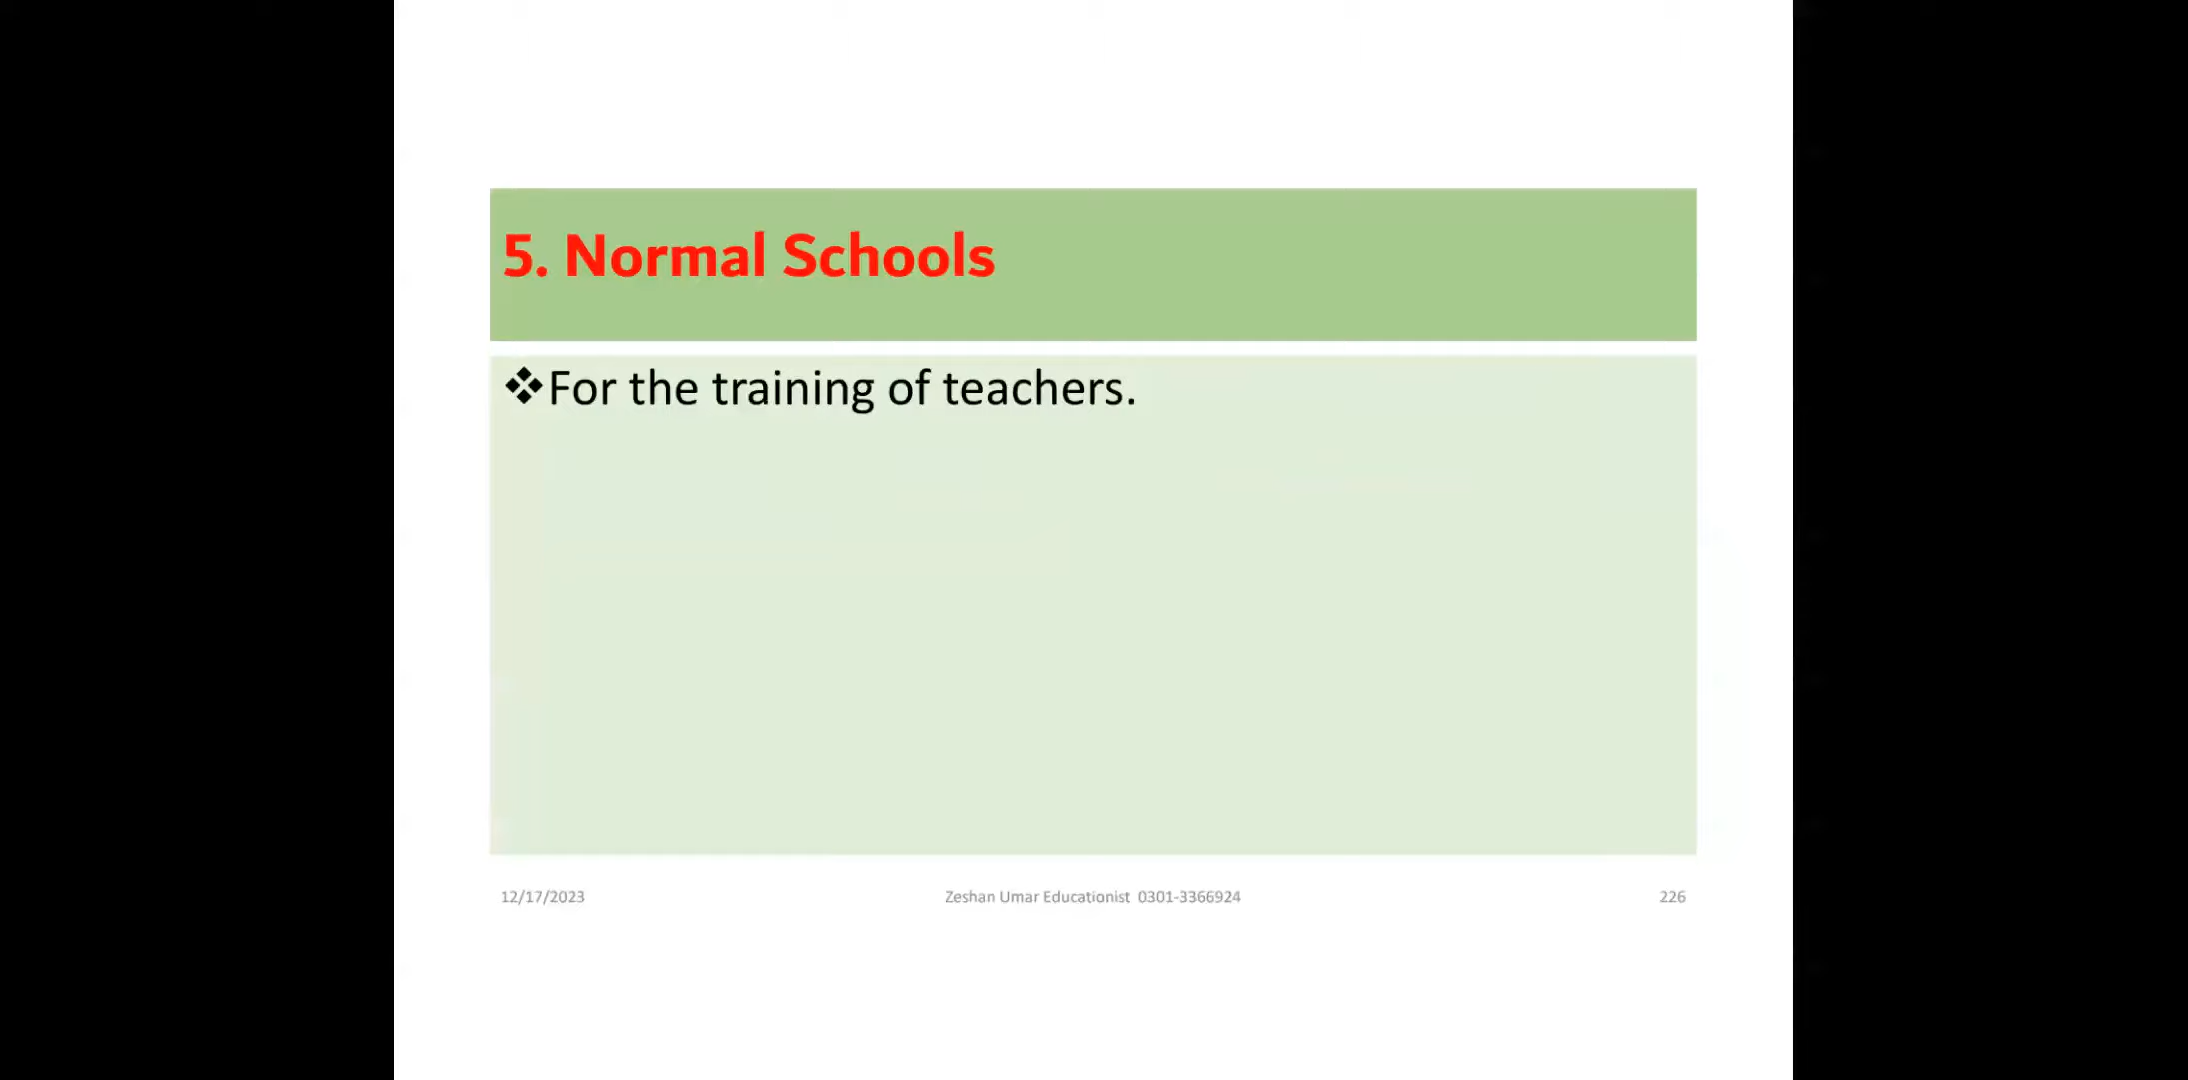 5. Normal Schools
❖For the training of teachers.
12/17/2023 Zeshan Umar Educationist 0301-3366924 226